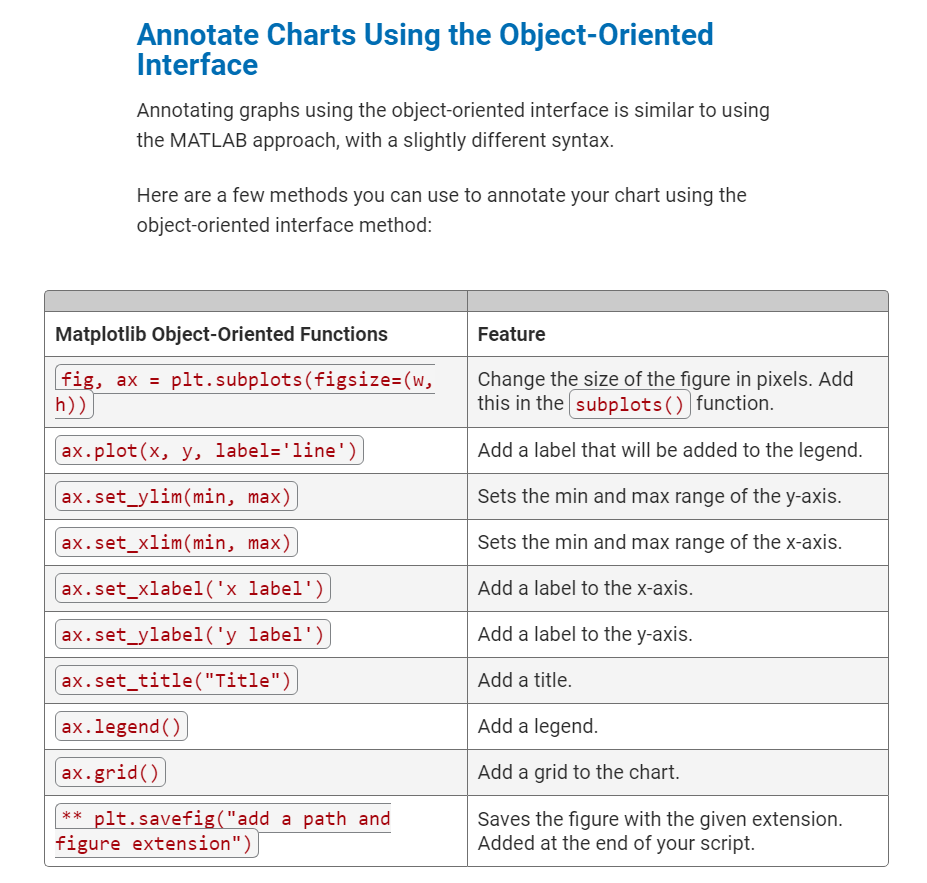 Annotate Charts Using the Object-Oriented
Interface
Annotating graphs using the object-oriented interface is similar to using
the MATLAB approach, with a slightly different syntax.
Here are a few methods you can use to annotate your chart using the
object-oriented interface method:
Matplotlib Object-Oriented Functions
Feature
fig, ax = plt.subplots(figsize=(w,
h))
Change the size of the figure in pixels. Add
this in the subplots() function.
ax.plot(x, y, label='line')
Add a label that will be added to the legend.
ax.set_ylim(min, max)
Sets the min and max range of the y-axis.
ax.set_xlim(min, max)
Sets the min and max range of the x-axis.
ax.set_xlabel('x label')
Add a label to the x-axis.
ax.set_ylabel('y label')
Add a label to the y-axis.
ax.set_title("Title")
Add a title.
ax.legend()
Add a legend.
ax.grid()
Add a grid to the chart.
** plt.savefig("add a path and
figure extension")
Saves the figure with the given extension.
Added at the end of your script.